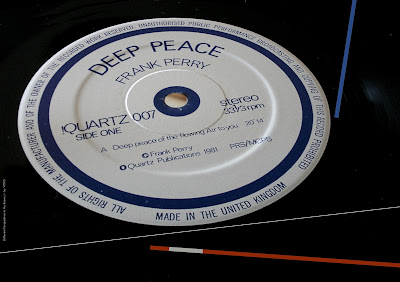 ALL RIGHTS OF THE MANUFACTURER AND OF THE OWNER OF THE RECORDED WORK RESERVED. UNAUTHORISED PUBLIC PERFORMANCE BROADCASTING AND COPYING OF THIS RECORD PROHIBITED
DEEP PEACE
FRANK PERRY
!QUARTZ 007
SIDE ONE
stereo
33⅓ rpm
A Deep peace of the flowing Air to you 20'14
©Frank Perry
℗Quartz Publications 1981 PRS/MCPS
MADE IN THE UNITED KINGDOM